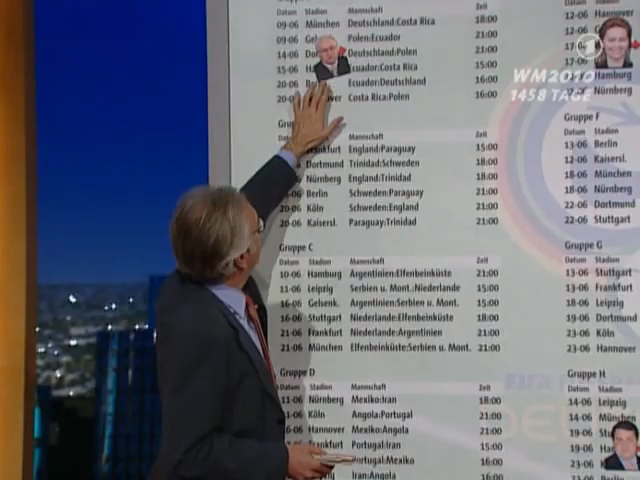 Datum Stadion Mannschaft Zeit
09-06 München Deutschland:Costa Rica 18:00
09-06 Polen:Ecuador 21:00
14-06 Deutschland:Polen 21:00
15-06 Ecuador:Costa Rica 15:00
20-06 Ecuador:Deutschland 16:00
Costa Rica:Polen 16:00
Mannschaft Zeit
England:Paraguay 15:00
Dortmund Trinidad:Schweden 18:00
Nürnberg England:Trinidad 18:00
Berlin Schweden:Paraguay 21:00
20-06 Köln Schweden:England 21:00
20-06 Kaisersl. Paraguay:Trinidad 21:00
Gruppe C
Datum Stadion Mannschaft Zeit
10-06 Hamburg Argentinien:Elfenbeinküste 21:00
11-06 Leipzig Serbien u. Mont.:Niederlande 15:00
16-06 Gelsenk. Argentinien:Serbien u. Mont. 15:00
16-06 Stuttgart Niederlande:Elfenbeinküste 18:00
21-06 Frankfurt Niederlande:Argentinien 21:00
21-06 München Elfenbeinküste:Serbien u. Mont. 21:00
Gruppe D
Datum Stadion Mannschaft Zeit
11-06 Nürnberg Mexiko:Iran 18:00
Köln Angola:Portugal 21:00
Hannover Mexiko:Angola 21:00
Frankfurt Portugal:Iran 15:00
Portugal:Mexiko 16:00
Iran:Angola 16:00
12-06 Hannover
12-06
17-06
Hamburg
Nürnberg
1
WM2010
1458 TAGE
Gruppe F
Datum Stadion
13-06 Berlin
12-06 Kaisersl.
18-06 München
18-06 Nürnberg
22-06 Dortmund
22-06 Stuttgart
Gruppe G
Datum Stadion
13-06 Stuttgart
13-06 Frankfurt
18-06 Leipzig
19-06 Dortmund
23-06 Köln
23-06 Hannover
Gruppe H
Datum Stadion
14-06 Leipzig
14-06 München
19-06
19-06
23-06
FIFA